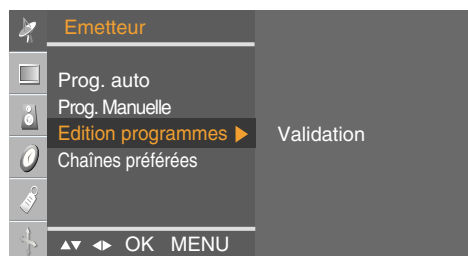 Emetteur
Prog. auto
Prog. Manuelle
Edition programmes ▶ Validation
Chaînes préférées
▲▼ ◀▶ OK MENU